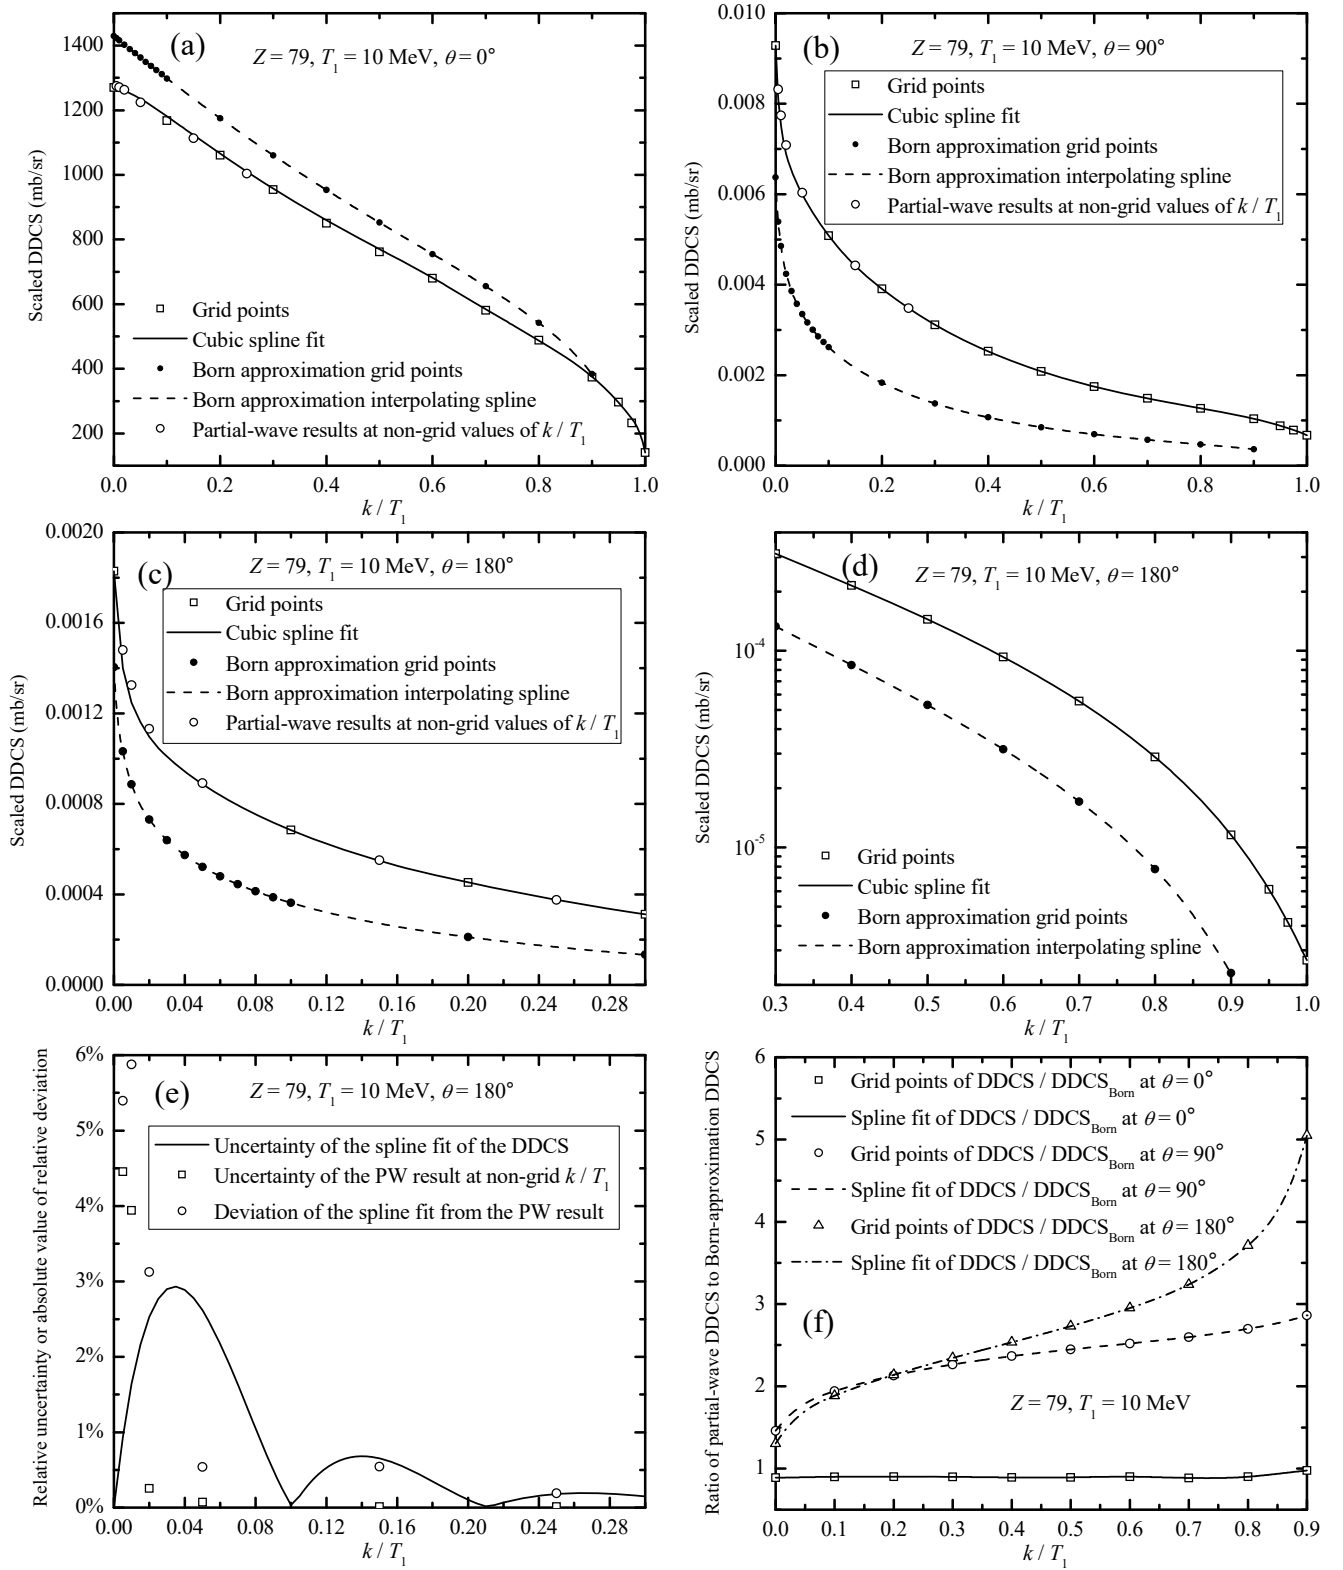 (a)
Z = 79, T₁ = 10 MeV, θ = 0°
Scaled DDCS (mb/sr)
1400
1200
1000
800
600
400
200
Grid points
Cubic spline fit
Born approximation grid points
Born approximation interpolating spline
Partial-wave results at non-grid values of k / T₁
0.0 0.2 0.4 0.6 0.8 1.0
k / T₁
(b)
Z = 79, T₁ = 10 MeV, θ = 90°
Scaled DDCS (mb/sr)
0.010
0.008
0.006
0.004
0.002
0.000
Grid points
Cubic spline fit
Born approximation grid points
Born approximation interpolating spline
Partial-wave results at non-grid values of k / T₁
0.0 0.2 0.4 0.6 0.8 1.0
k / T₁
(c)
Z = 79, T₁ = 10 MeV, θ = 180°
Scaled DDCS (mb/sr)
0.0020
0.0016
0.0012
0.0008
0.0004
0.0000
Grid points
Cubic spline fit
Born approximation grid points
Born approximation interpolating spline
Partial-wave results at non-grid values of k / T₁
0.00 0.04 0.08 0.12 0.16 0.20 0.24 0.28
k / T₁
(d)
Z = 79, T₁ = 10 MeV, θ = 180°
Scaled DDCS (mb/sr)
10⁻⁴
10⁻⁵
Grid points
Cubic spline fit
Born approximation grid points
Born approximation interpolating spline
0.3 0.4 0.5 0.6 0.7 0.8 0.9 1.0
k / T₁
(e)
Z = 79, T₁ = 10 MeV, θ = 180°
Relative uncertainty or absolute value of relative deviation
6%
5%
4%
3%
2%
1%
0%
Uncertainty of the spline fit of the DDCS
Uncertainty of the PW result at non-grid k / T₁
Deviation of the spline fit from the PW result
0.00 0.04 0.08 0.12 0.16 0.20 0.24 0.28
k / T₁
Ratio of partial-wave DDCS to Born-approximation DDCS
6
5
4
3
2
1
Grid points of DDCS / DDCS_Born at θ = 0°
Spline fit of DDCS / DDCS_Born at θ = 0°
Grid points of DDCS / DDCS_Born at θ = 90°
Spline fit of DDCS / DDCS_Born at θ = 90°
Grid points of DDCS / DDCS_Born at θ = 180°
Spline fit of DDCS / DDCS_Born at θ = 180°
(f)
Z = 79, T₁ = 10 MeV
0.0 0.1 0.2 0.3 0.4 0.5 0.6 0.7 0.8 0.9
k / T₁